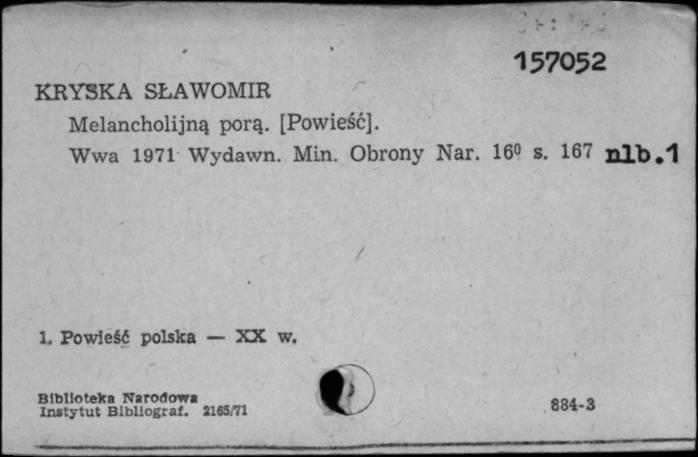 157052
KRYSKA SŁAWOMIR
Melancholijną porą. [Powieść].
Wwa 1971 Wydawn. Min. Obrony Nar. 16⁰ s. 167 nlb.1
1. Powieść polska — XX w.
Biblioteka Narodowa
Instytut Bibliograf. 2165/71
884-3